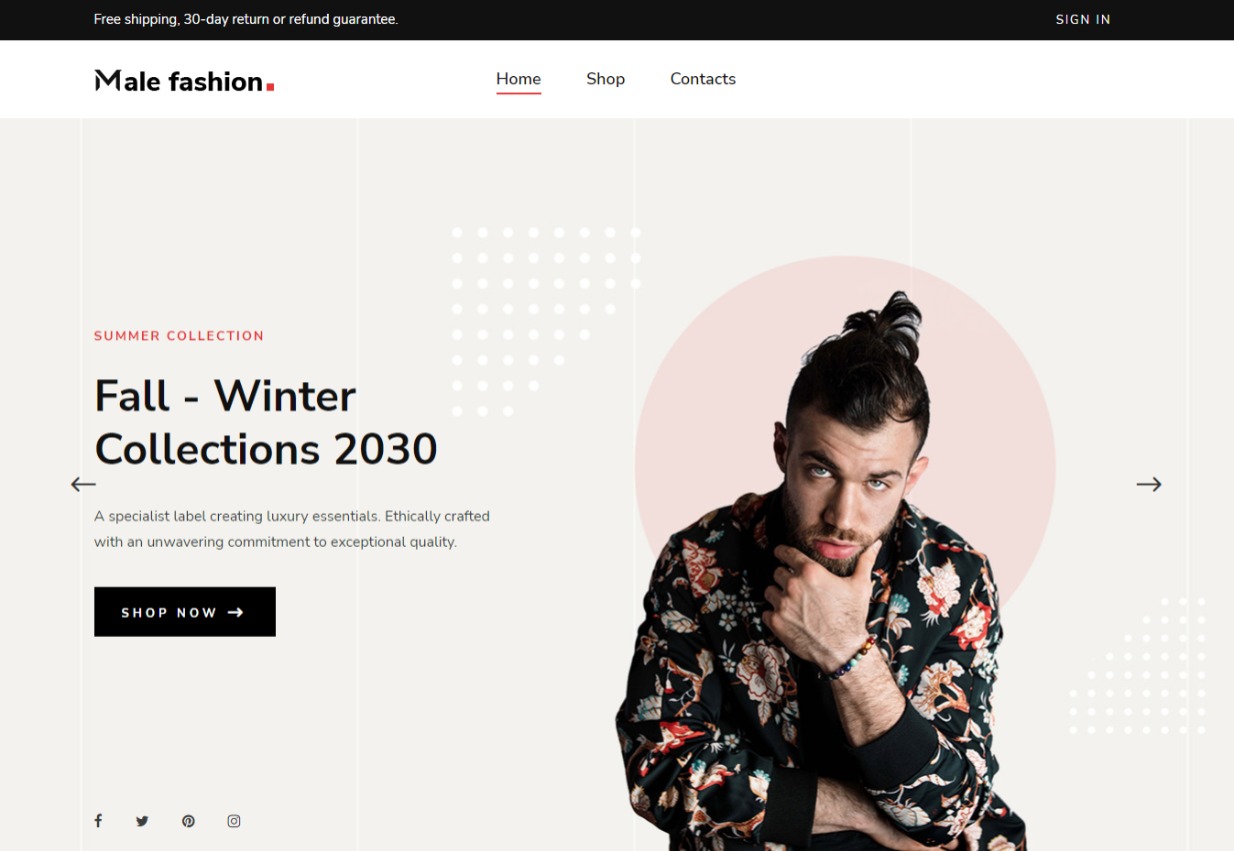 Free shipping, 30-day return or refund guarantee.
SIGN IN
Male fashion.
Home
Shop
Contacts
SUMMER COLLECTION
Fall - Winter
Collections 2030
A specialist label creating luxury essentials. Ethically crafted
with an unwavering commitment to exceptional quality.
SHOP NOW